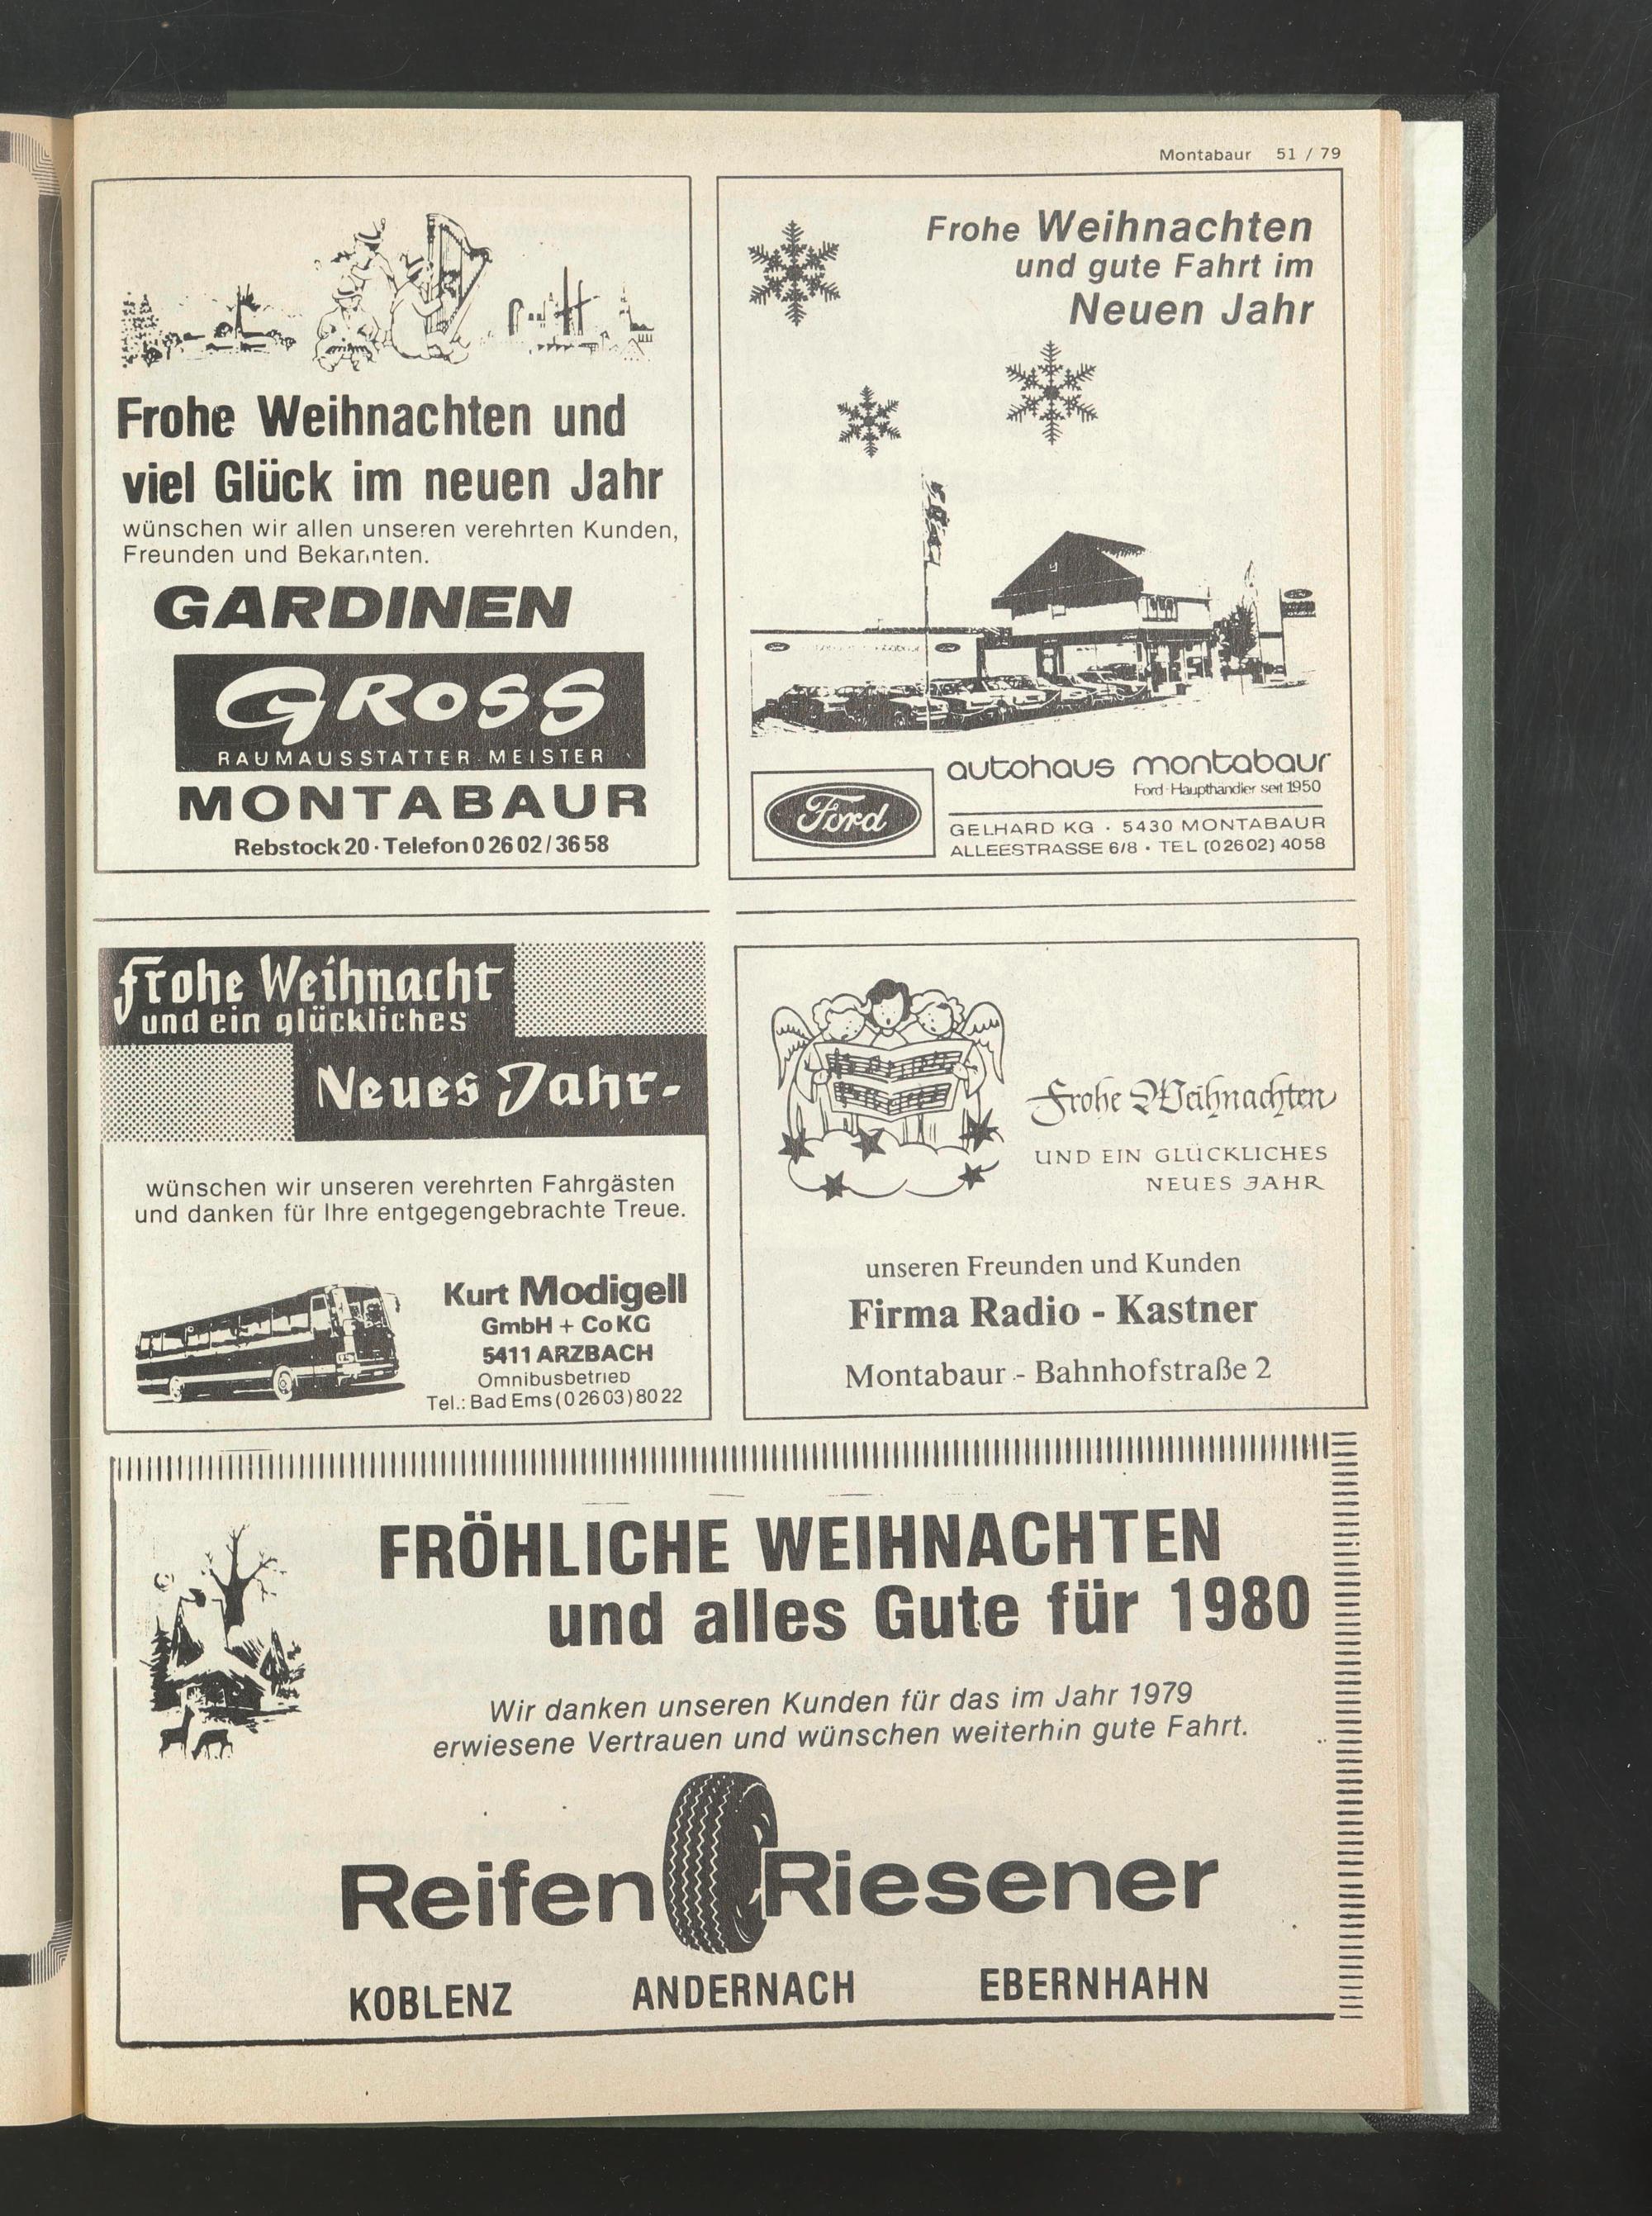 Montabaur 51 / 79
Frohe Weihnachten und
viel Glück im neuen Jahr
wünschen wir allen unseren verehrten Kunden,
Freunden und Bekannten.
GARDINEN
GROSS
RAUMAUSSTATTER-MEISTER
MONTABAUR
Rebstock 20 · Telefon 0 26 02 / 36 58
Frohe Weihnachten
und gute Fahrt im
Neuen Jahr
Ford
autohaus montabaur
Ford-Haupthändler seit 1950
GELHARD KG · 5430 MONTABAUR
ALLEESTRASSE 6/8 · TEL (0 26 02) 40 58
Frohe Weihnacht
und ein glückliches
Neues Jahr-
wünschen wir unseren verehrten Fahrgästen
und danken für Ihre entgegengebrachte Treue.
Kurt Modigell
GmbH + Co KG
5411 ARZBACH
Omnibusbetrieb
Tel.: Bad Ems (0 26 03) 80 22
Frohe Weihnachten
UND EIN GLÜCKLICHES
NEUES JAHR
unseren Freunden und Kunden
Firma Radio - Kastner
Montabaur - Bahnhofstraße 2
FRÖHLICHE WEIHNACHTEN
und alles Gute für 1980
Wir danken unseren Kunden für das im Jahr 1979
erwiesene Vertrauen und wünschen weiterhin gute Fahrt.
Reifen Riesener
KOBLENZ ANDERNACH EBERNHAHN